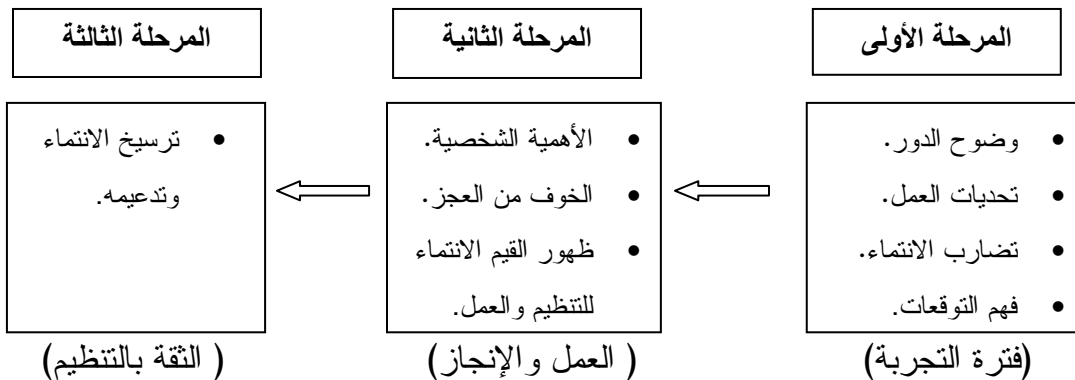 المرحلة الأولى
وضوح الدور.
تحديات العمل.
تضارب الانتماء.
فهم التوقعات.
(فترة التجربة)
المرحلة الثانية
الأهمية الشخصية.
الخوف من العجز.
ظهور القيم الانتماء
للتنظيم والعمل.
( العمل والإنجاز)
المرحلة الثالثة
ترسيخ الانتماء
وتدعيمه.
( الثقة بالتنظيم)